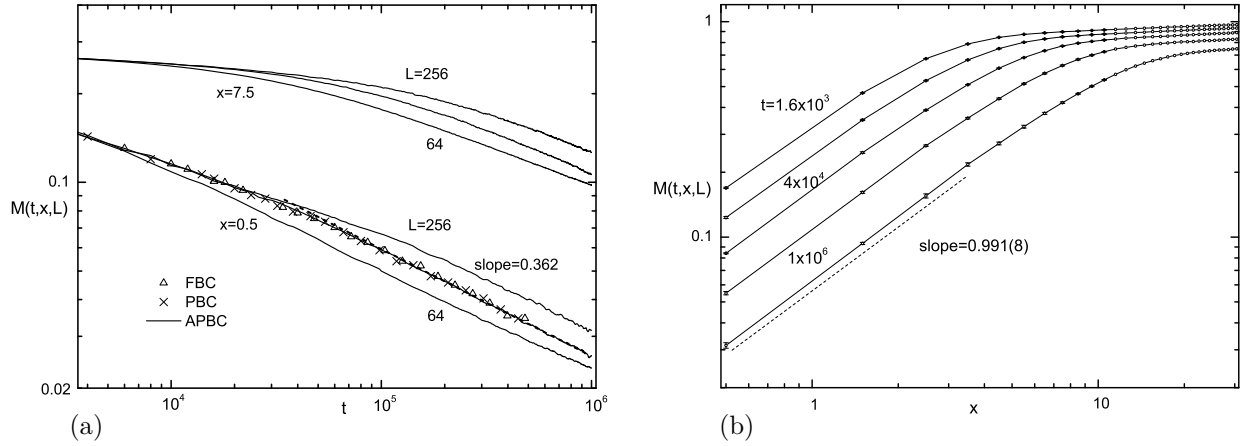 L=256
x=7.5
64
0.1
M(t,x,L)
x=0.5
L=256
slope=0.362
FBC
PBC
APBC
64
0.02
10^4
t
10^5
10^6
(a)
1
t=1.6x10^3
M(t,x,L)
4x10^4
0.1
1x10^6
slope=0.991(8)
1
x
10
(b)